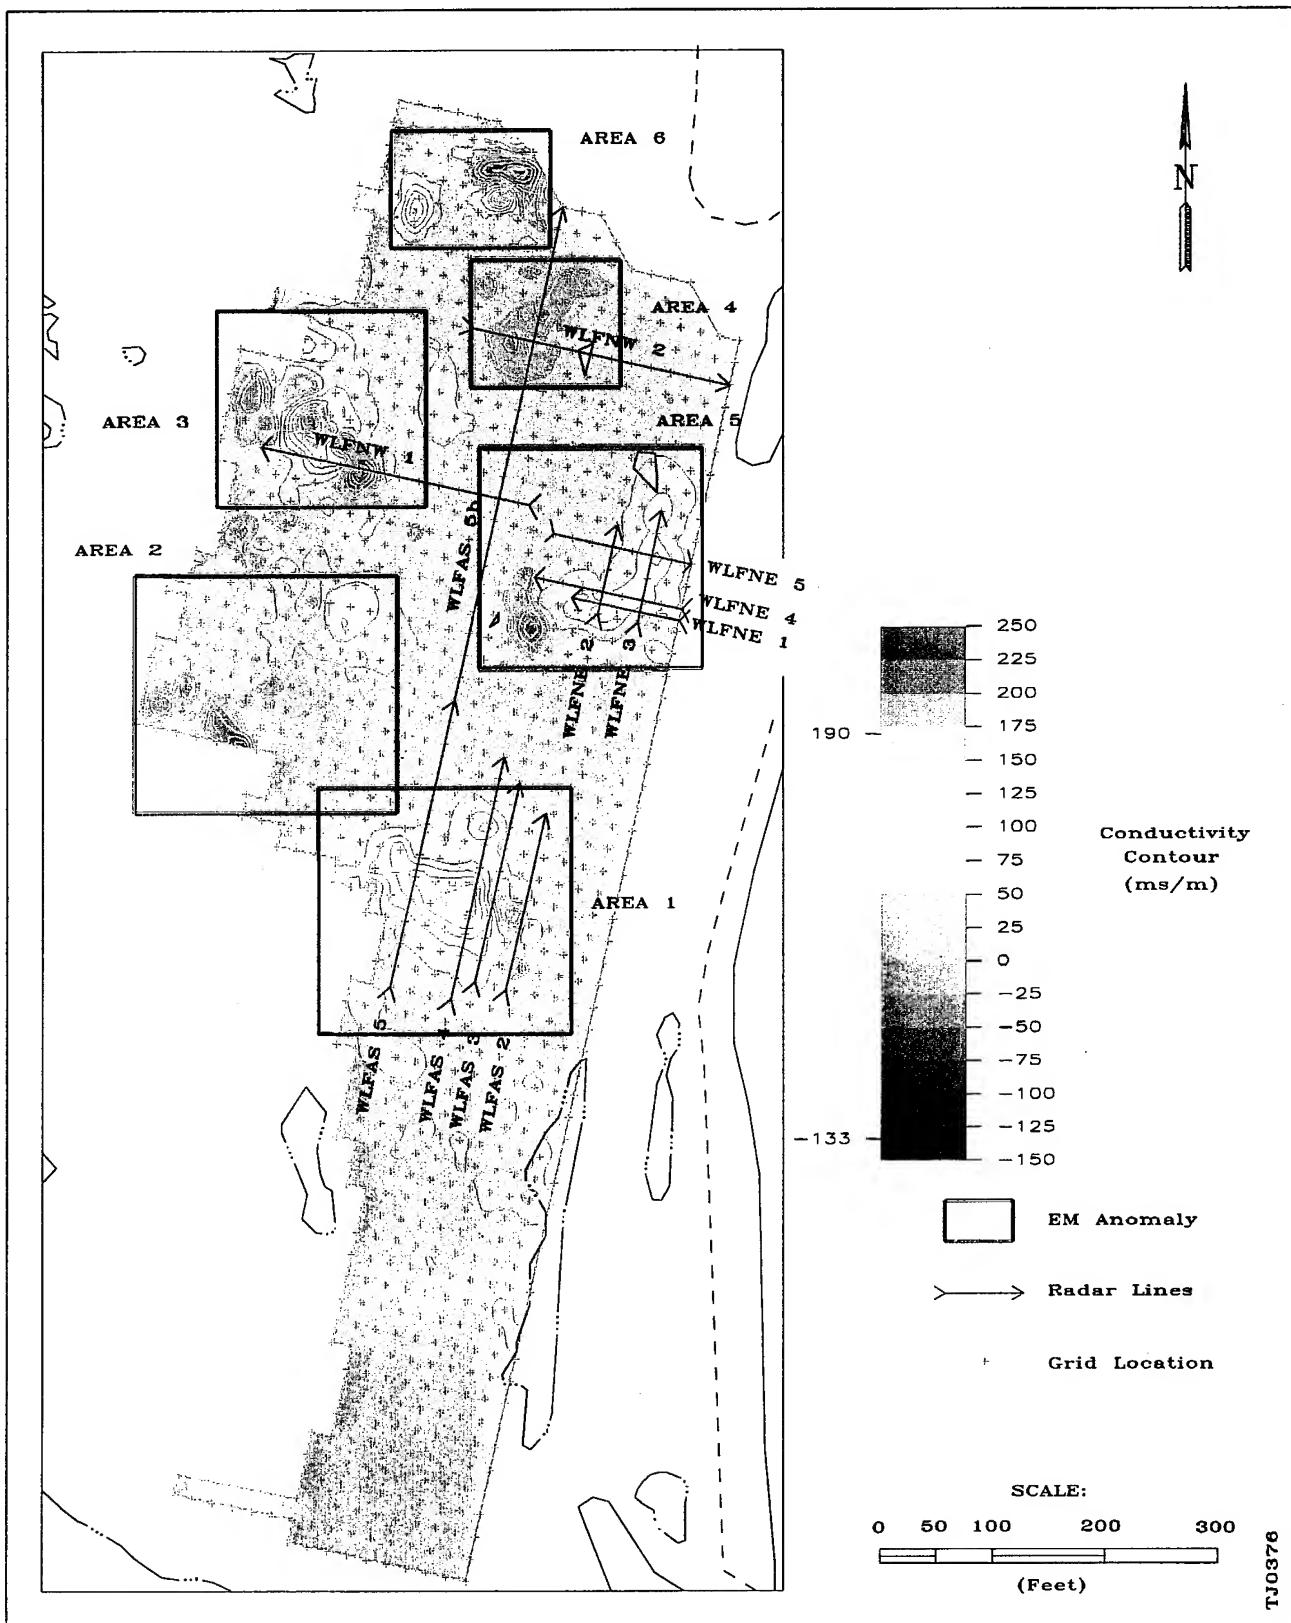 AREA 6
N
AREA 4
WLFNW 2
AREA 5
AREA 3
WLFNW 1
AREA 2
WLFAS 5b
WLFNE 5
WLFNE 4
WLFNE 1
WLFNE 2
WLFNE 3
AREA 1
WLFAS 5
WLFAS 4
WLFAS 3
WLFAS 2
250
225
200
175
190
150
125
100
75
50
25
0
-25
-50
-75
-100
-125
-133
-150
Conductivity
Contour
(ms/m)
EM Anomaly
Radar Lines
Grid Location
SCALE:
0 50 100 200 300
(Feet)
TJ0376